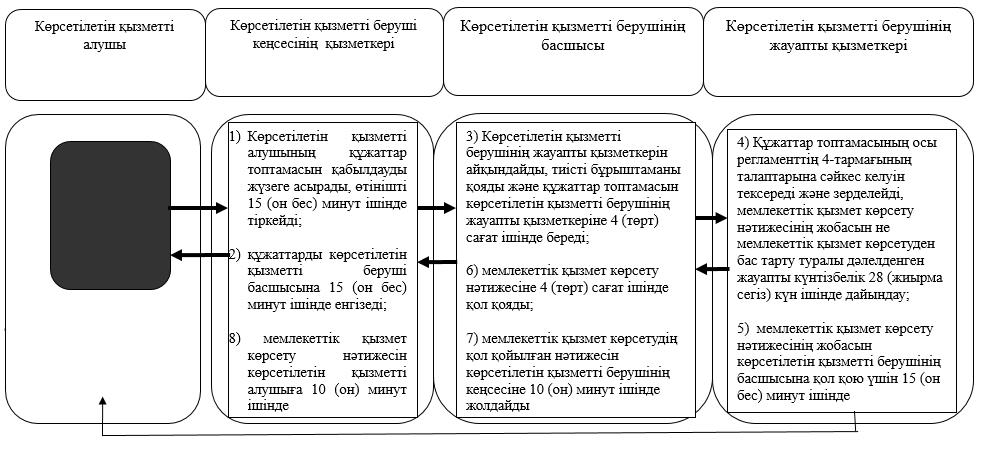 Көрсетілетін қызметті
алушы
Көрсетілетін қызметті беруші
кеңсесінің қызметкері
Көрсетілетін қызметті берушінің
басшысы
Көрсетілетін қызметті берушінің
жауапты қызметкері
1) Көрсетілетін қызметті
алушының құжаттар
топтамасын қабылдауды
жүзеге асырады, өтінішті
15 (он бес) минут ішінде
тіркейді;
2) құжаттарды көрсетілетін
қызметті беруші
басшысына 15 (он бес)
минут ішінде енгізеді;
8) мемлекеттік қызмет
көрсету нәтижесін
көрсетілетін қызметті
алушыға 10 (он) минут
ішінде
3) Көрсетілетін қызметті
берушінің жауапты қызметкерін
айқындайды, тиісті бұрыштаманы
қояды және құжаттар топтамасын
көрсетілетін қызметті берушінің
жауапты қызметкеріне 4 (төрт)
сағат ішінде береді;
6) мемлекеттік қызмет көрсету
нәтижесіне 4 (төрт) сағат ішінде
қол қояды;
7) мемлекеттік қызмет көрсетудің
қол қойылған нәтижесін
көрсетілетін қызметті берушінің
кеңсесіне 10 (он) минут ішінде
жолдайды
4) Құжаттар топтамасының осы
регламенттің 4-тармағының
талаптарына сәйкес келуін
тексереді және зерделейді,
мемлекеттік қызмет көрсету
нәтижесінің жобасын не
мемлекеттік қызмет көрсетуден
бас тарту туралы дәлелденген
жауапты күнтізбелік 28 (жиырма
сегіз) күн ішінде дайындау;
5) мемлекеттік қызмет көрсету
нәтижесінің жобасын
көрсетілетін қызметті берушінің
басшысына қол қою үшін 15 (он
бес) минут ішінде